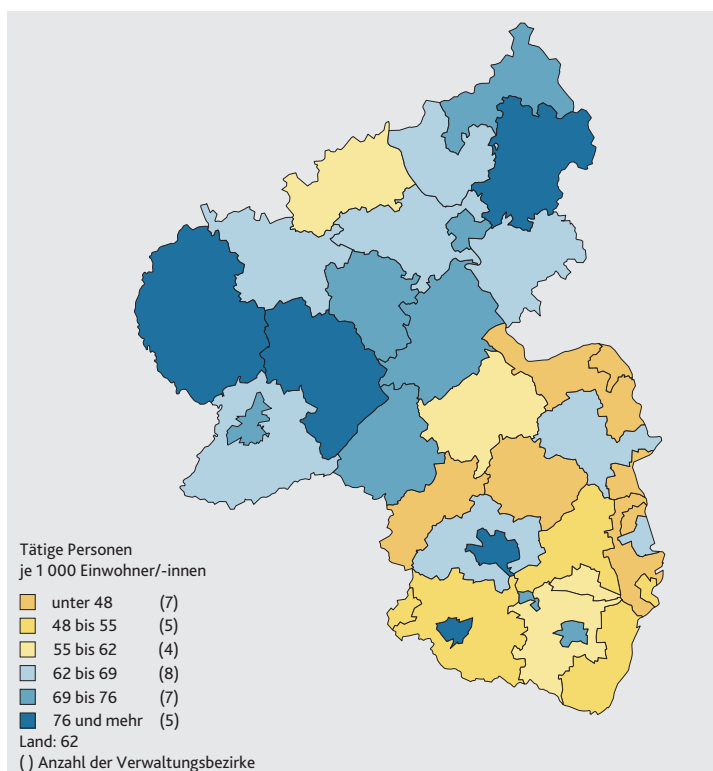 Tätige Personen
je 1 000 Einwohner/-innen
unter 48 (7)
48 bis 55 (5)
55 bis 62 (4)
62 bis 69 (8)
69 bis 76 (7)
76 und mehr (5)
Land: 62
( ) Anzahl der Verwaltungsbezirke